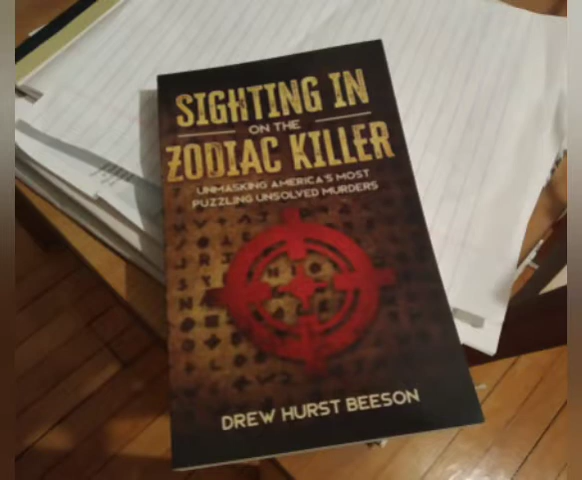 SIGHTING IN
ON THE
ZODIAC KILLER
UNMASKING AMERICA'S MOST
PUZZLING UNSOLVED MURDERS
DREW HURST BEESON